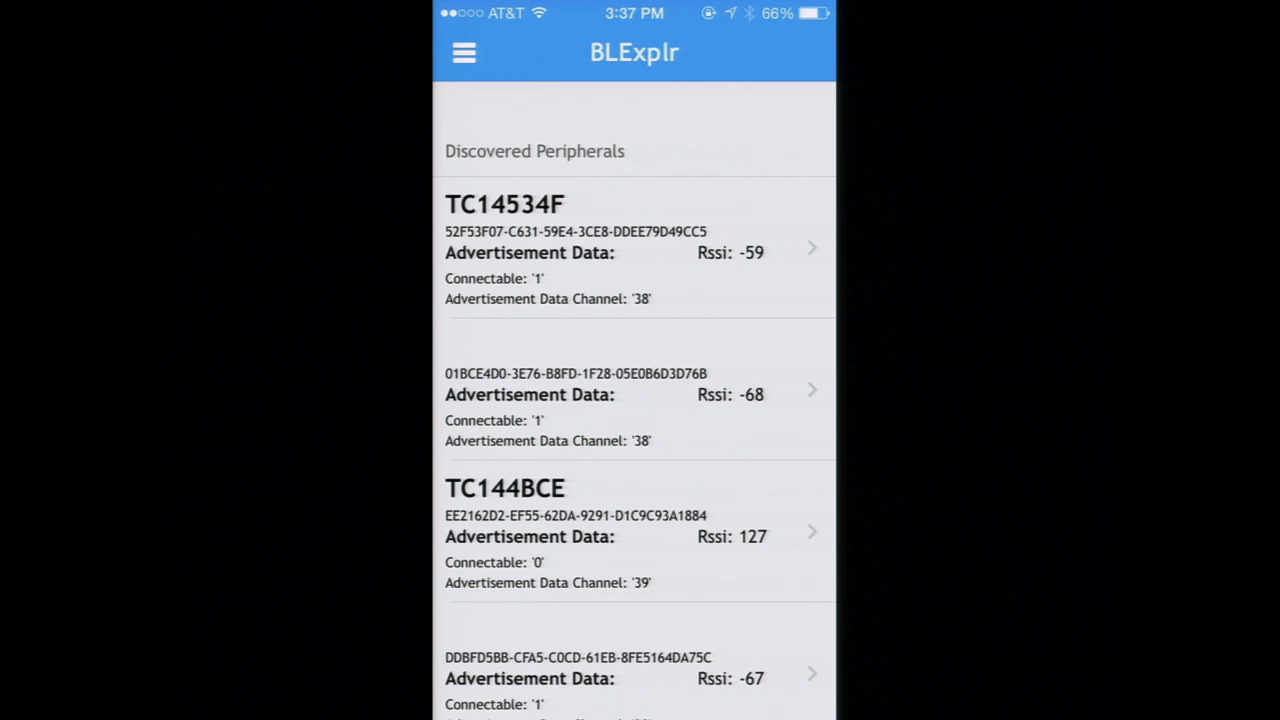 AT&T 3:37 PM 66%
BLExplr
Discovered Peripherals
TC14534F
52F53F07-C631-59E4-3CE8-DDEE79D49CC5
Advertisement Data: Rssi: -59
Connectable: '1'
Advertisement Data Channel: '38'
01BCE4D0-3E76-B8FD-1F28-05E0B6D3D76B
Advertisement Data: Rssi: -68
Connectable: '1'
Advertisement Data Channel: '38'
TC144BCE
EE2162D2-EF55-62DA-9291-D1C9C93A1884
Advertisement Data: Rssi: 127
Connectable: '0'
Advertisement Data Channel: '39'
DDBFD5BB-CFA5-C0CD-61EB-8FE5164DA75C
Advertisement Data: Rssi: -67
Connectable: '1'